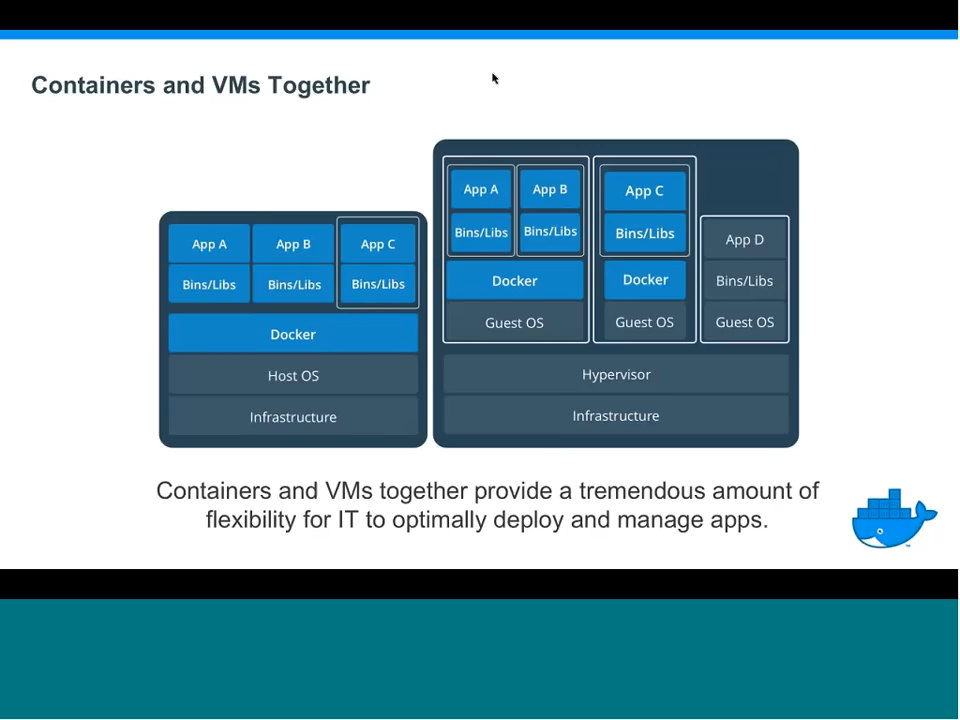 Containers and VMs Together
App A
App B
App C
Bins/Libs
Bins/Libs
Bins/Libs
Docker
Host OS
Infrastructure
App A
App B
Bins/Libs
Bins/Libs
Docker
Guest OS
App C
Bins/Libs
Docker
Guest OS
App D
Bins/Libs
Guest OS
Hypervisor
Infrastructure
Containers and VMs together provide a tremendous amount of
flexibility for IT to optimally deploy and manage apps.